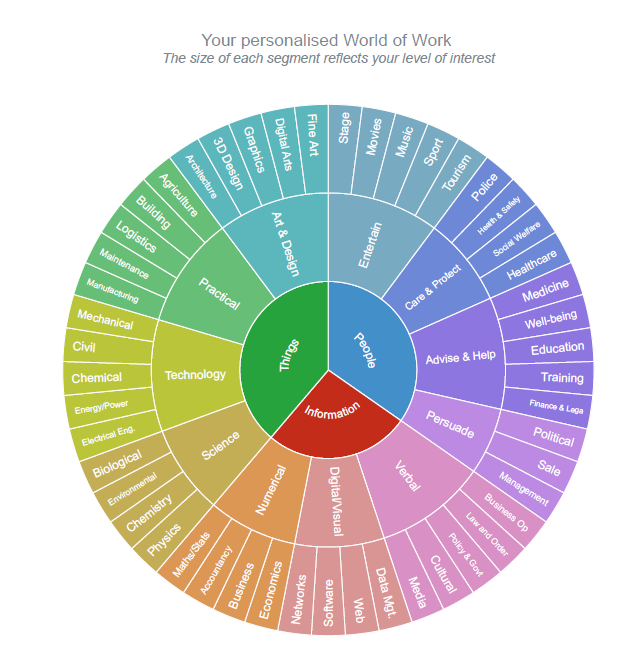 Your personalised World of Work
The size of each segment reflects your level of interest
People
Information
Things
Entertain
Care & Protect
Advise & Help
Persuade
Verbal
Digital/Visual
Numerical
Science
Technology
Practical
Art & Design
Stage
Movies
Music
Sport
Tourism
Police
Health & Safety
Social Welfare
Healthcare
Medicine
Well-being
Education
Training
Finance & Lega
Political
Sale
Management
Business Op
Law and Order
Policy & Govt
Cultural
Media
Data Mgt.
Web
Software
Networks
Economics
Business
Accountancy
Maths/Stats
Physics
Chemistry
Environmental
Biological
Electrical Eng.
Energy/Power
Chemical
Civil
Mechanical
Manufacturing
Maintenance
Logistics
Building
Agriculture
Architecture
3D Design
Graphics
Digital Arts
Fine Art